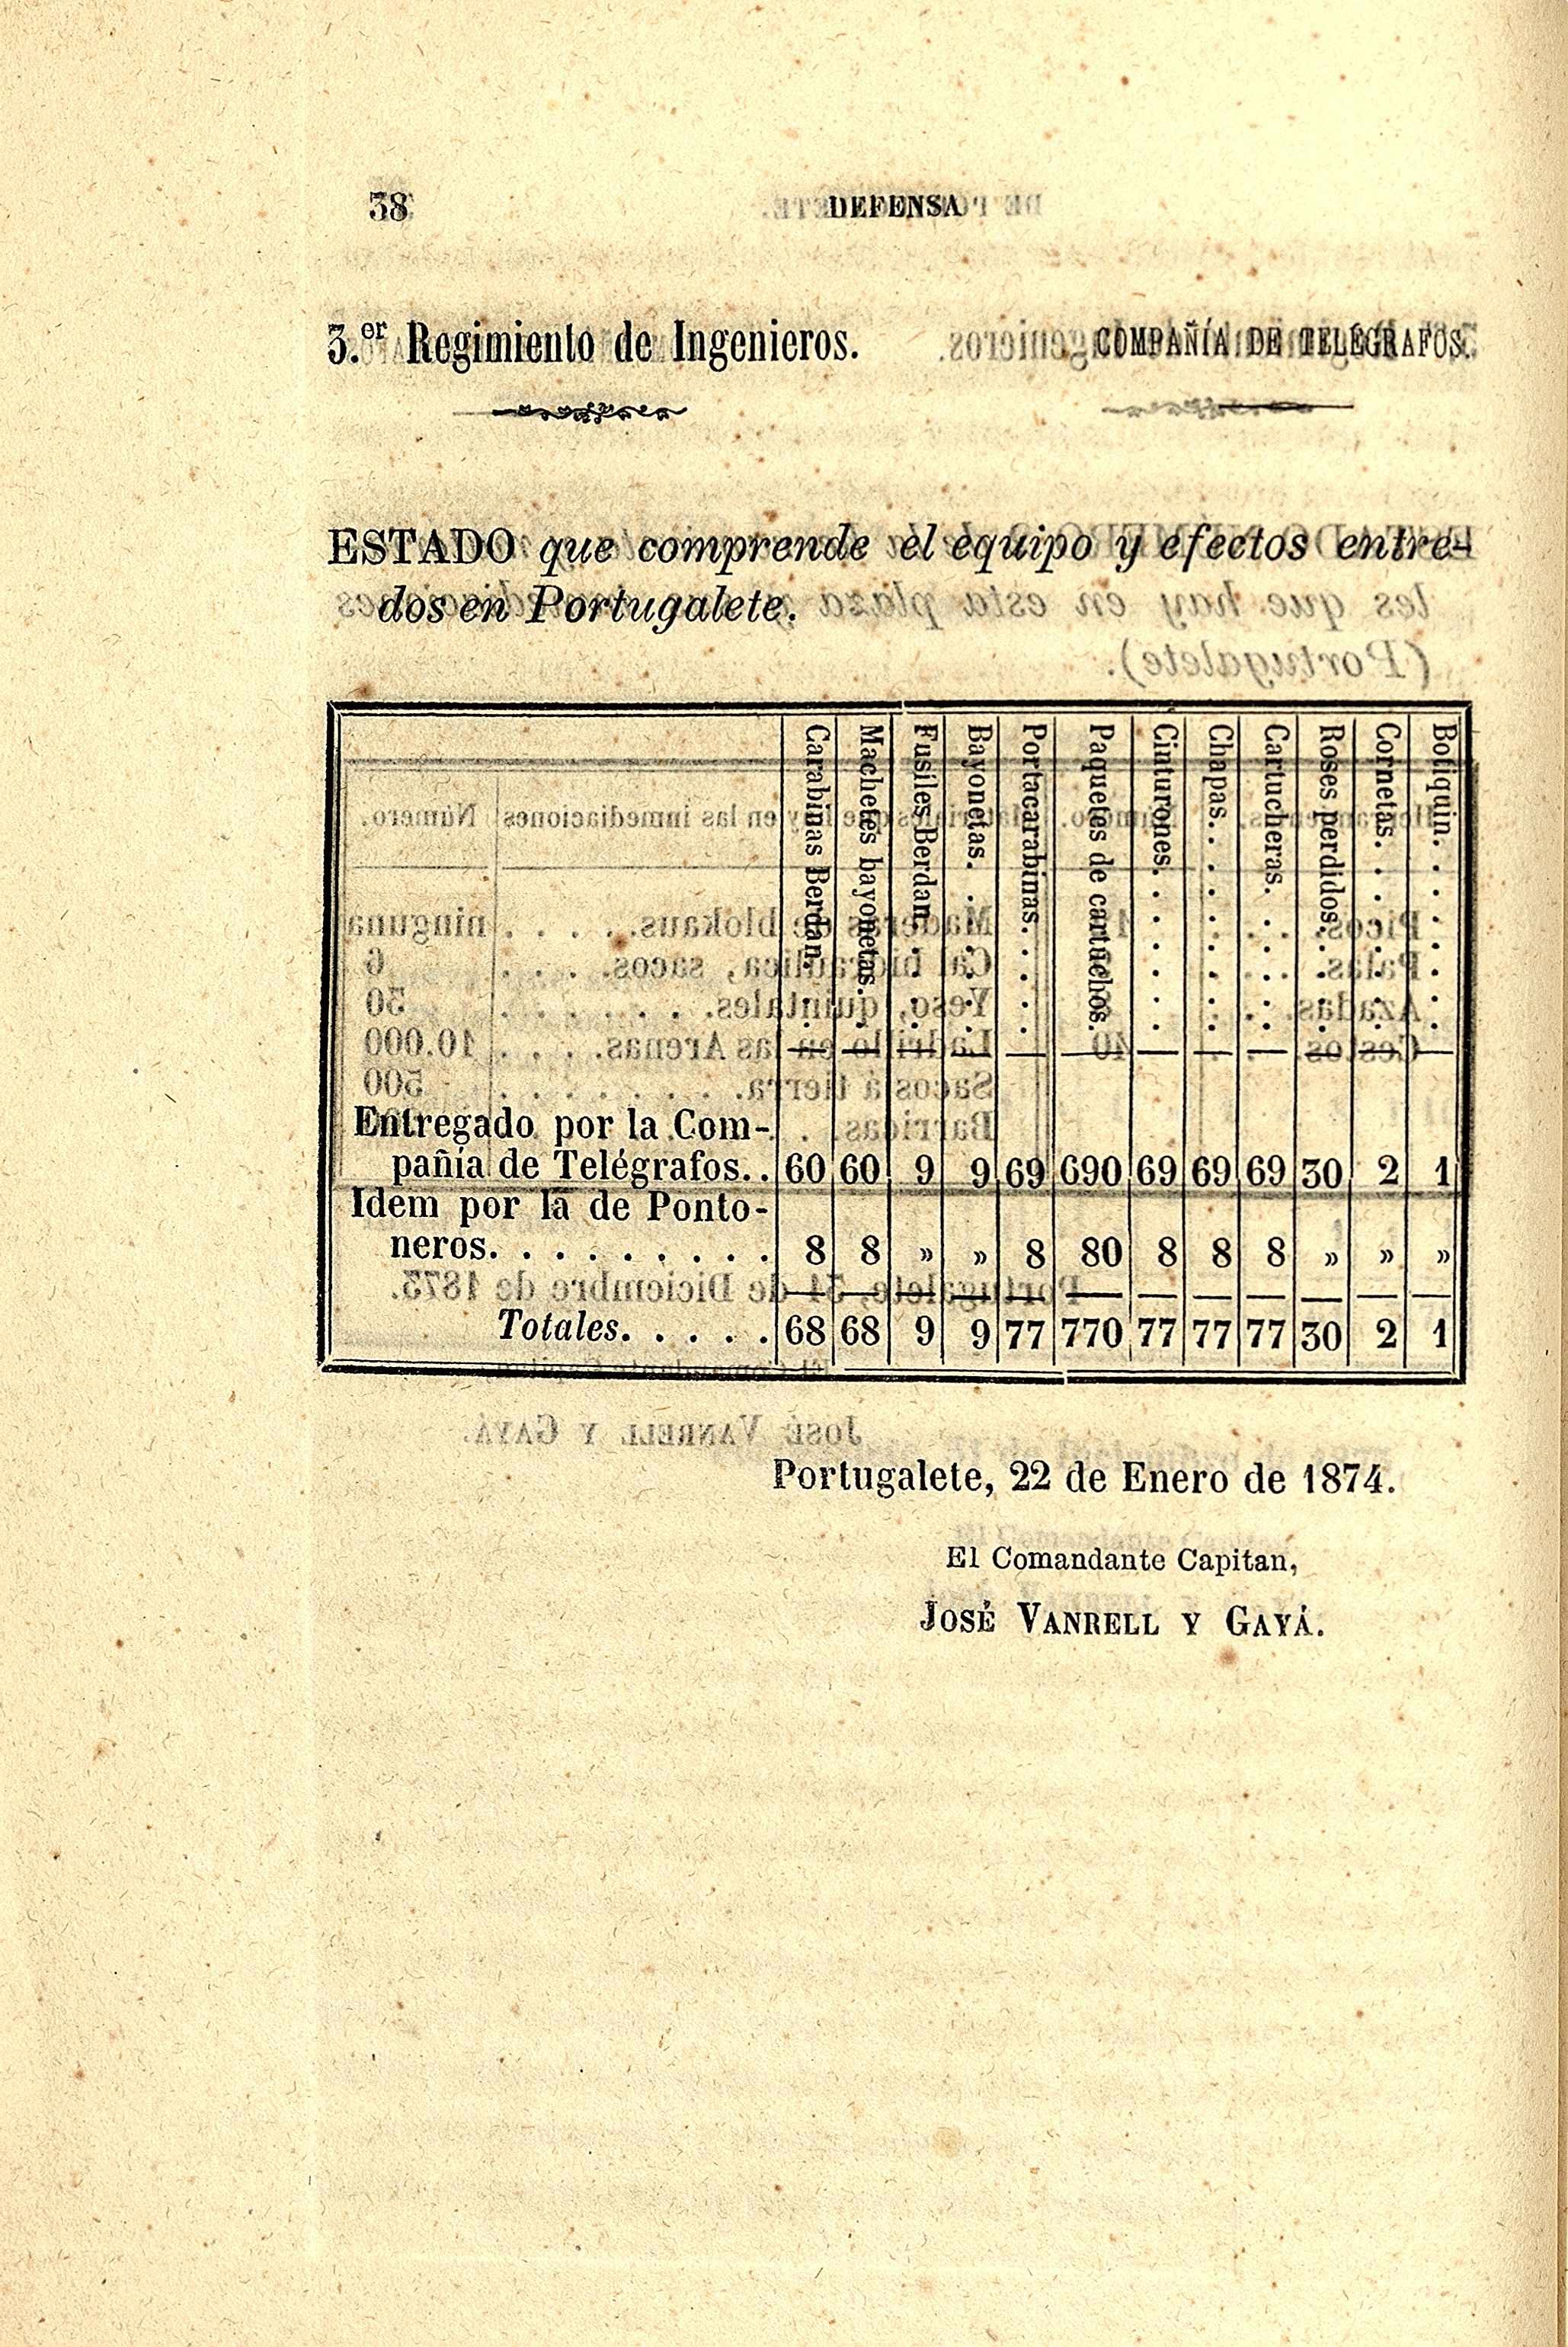 38 DEFENSA
3.er Regimiento de Ingenieros. COMPAÑÍA DE TELÉGRAFOS.
ESTADO que comprende el equipo y efectos entre-
dos en Portugalete.
Carabinas Berdan. Machetes bayonetas. Fusiles Berdan. Bayonetas. Portacarabinas. Paquetes de cartuchos. Cinturones. Chapas. Cartucheras. Roses perdidos. Cornetas. Botiquin.
Entregado por la Com-
pañía de Telégrafos. . 60 60 9 9 69 690 69 69 69 30 2 1
Idem por la de Ponto-
neros. . . . . . . . . . 8 8 » » 8 80 8 8 8 » » »
Totales. . . . . 68 68 9 9 77 770 77 77 77 30 2 1
Portugalete, 22 de Enero de 1874.
El Comandante Capitan,
JOSÉ VANRELL Y GAYÁ.